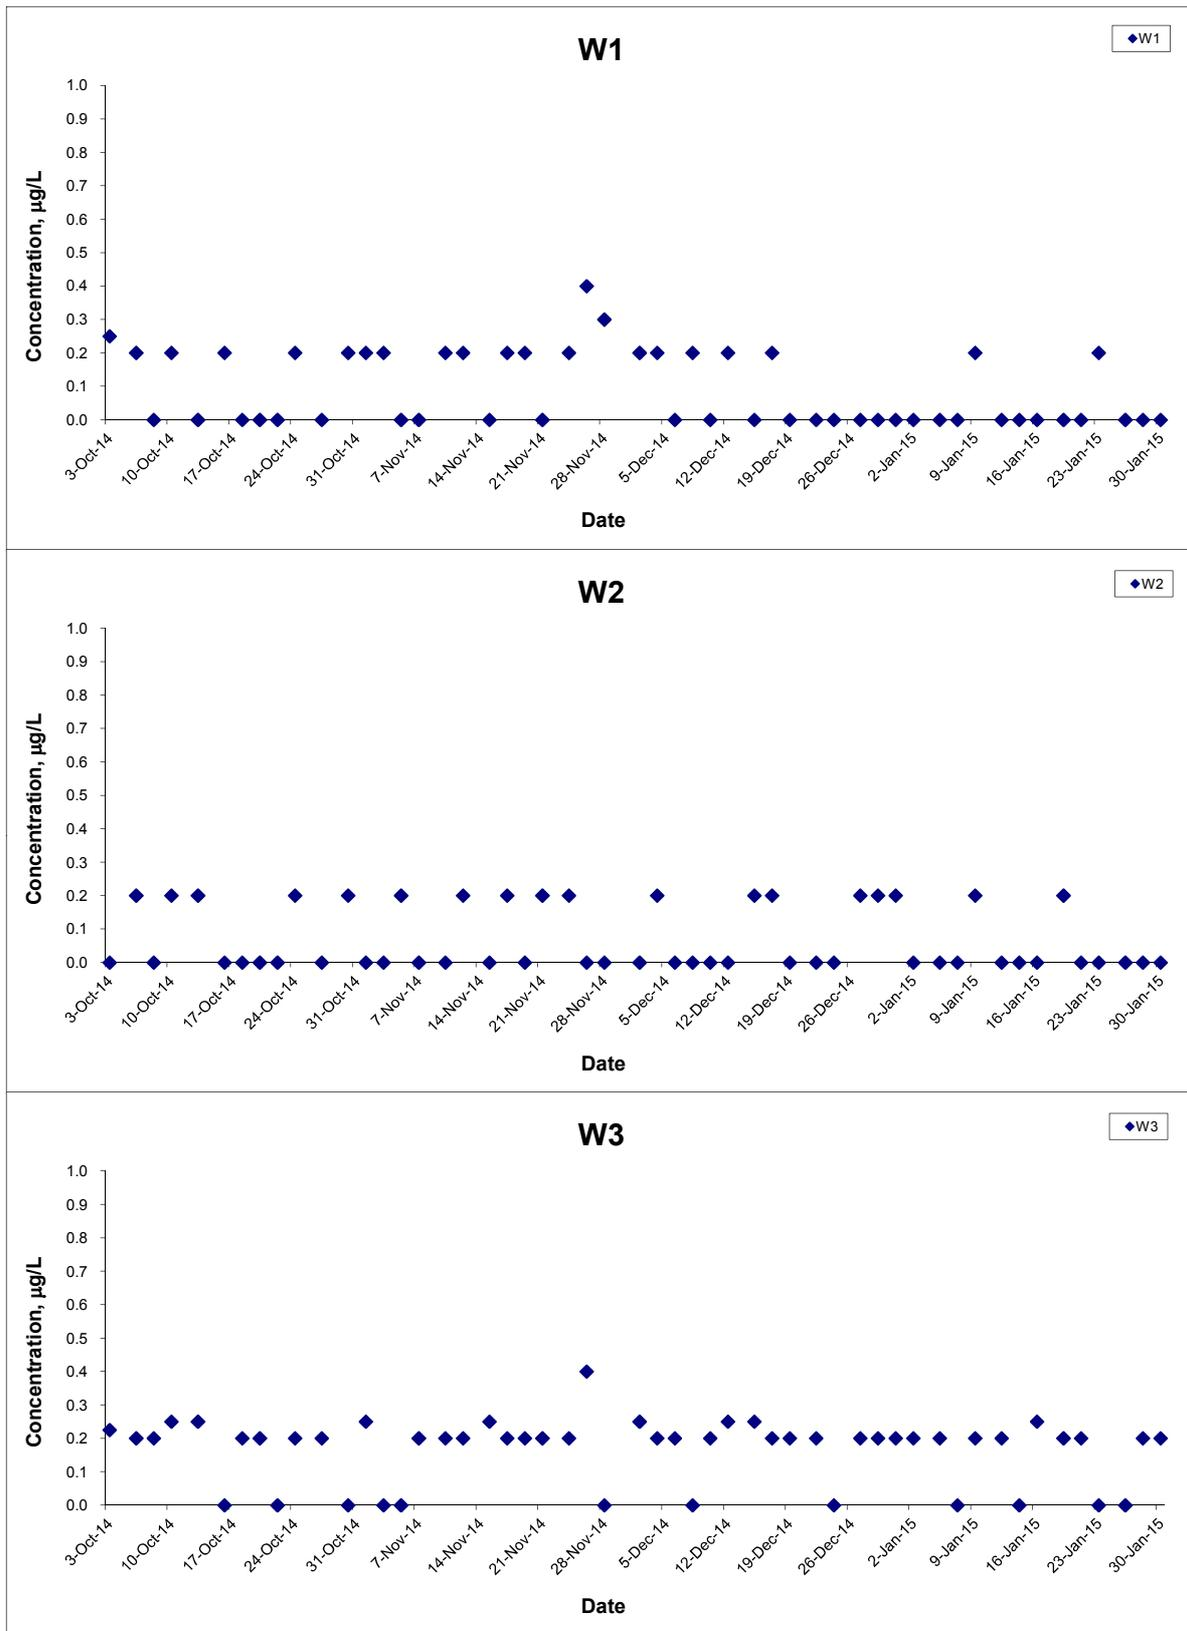 W1
W1
1.0
0.9
0.8
0.7
0.6
0.5
0.4
0.3
0.2
0.1
0.0
Concentration, µg/L
3-Oct-14
10-Oct-14
17-Oct-14
24-Oct-14
31-Oct-14
7-Nov-14
14-Nov-14
21-Nov-14
28-Nov-14
5-Dec-14
12-Dec-14
19-Dec-14
26-Dec-14
2-Jan-15
9-Jan-15
16-Jan-15
23-Jan-15
30-Jan-15
Date
W2
W2
1.0
0.9
0.8
0.7
0.6
0.5
0.4
0.3
0.2
0.1
0.0
Concentration, µg/L
3-Oct-14
10-Oct-14
17-Oct-14
24-Oct-14
31-Oct-14
7-Nov-14
14-Nov-14
21-Nov-14
28-Nov-14
5-Dec-14
12-Dec-14
19-Dec-14
26-Dec-14
2-Jan-15
9-Jan-15
16-Jan-15
23-Jan-15
30-Jan-15
Date
W3
W3
1.0
0.9
0.8
0.7
0.6
0.5
0.4
0.3
0.2
0.1
0.0
Concentration, µg/L
3-Oct-14
10-Oct-14
17-Oct-14
24-Oct-14
31-Oct-14
7-Nov-14
14-Nov-14
21-Nov-14
28-Nov-14
5-Dec-14
12-Dec-14
19-Dec-14
26-Dec-14
2-Jan-15
9-Jan-15
16-Jan-15
23-Jan-15
30-Jan-15
Date